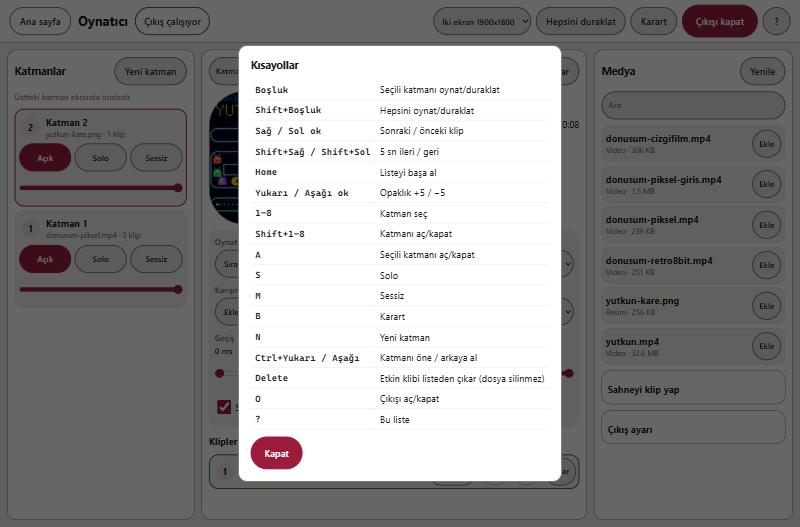 Ana sayfa
Oynatıcı
Çıkış çalışıyor
İki ekran 1900x1800
Hepsini duraklat
Karart
Çıkışı kapat
?
Katmanlar
Yeni katman
Üstteki katman ekranda öndedir.
2
Katman 2
yutkun-kare.png · 1 klip
Açık
Solo
Sessiz
1
Katman 1
donusum-piksel.mp4 · 3 klip
Açık
Solo
Sessiz
0:08
Geçiş
0 ms
Klipler
1
Kısayollar
Boşluk Seçili katmanı oynat/duraklat
Shift+Boşluk Hepsini oynat/duraklat
Sağ / Sol ok Sonraki / önceki klip
Shift+Sağ / Shift+Sol 5 sn ileri / geri
Home Listeyi başa al
Yukarı / Aşağı ok Opaklık +5 / −5
1–8 Katman seç
Shift+1–8 Katmanı aç/kapat
A Seçili katmanı aç/kapat
S Solo
M Sessiz
B Karart
N Yeni katman
Ctrl+Yukarı / Aşağı Katmanı öne / arkaya al
Delete Etkin klibi listeden çıkar (dosya silinmez)
O Çıkışı aç/kapat
? Bu liste
Kapat
Medya
Yenile
Ara
donusum-cizgifilm.mp4
Video · 306 KB
Ekle
donusum-piksel-giris.mp4
Video · 1.5 MB
Ekle
donusum-piksel.mp4
Video · 239 KB
Ekle
donusum-retro8bit.mp4
Video · 251 KB
Ekle
yutkun-kare.png
Resim · 256 KB
Ekle
yutkun.mp4
Video · 32.6 MB
Ekle
Sahneyi klip yap
Çıkış ayarı